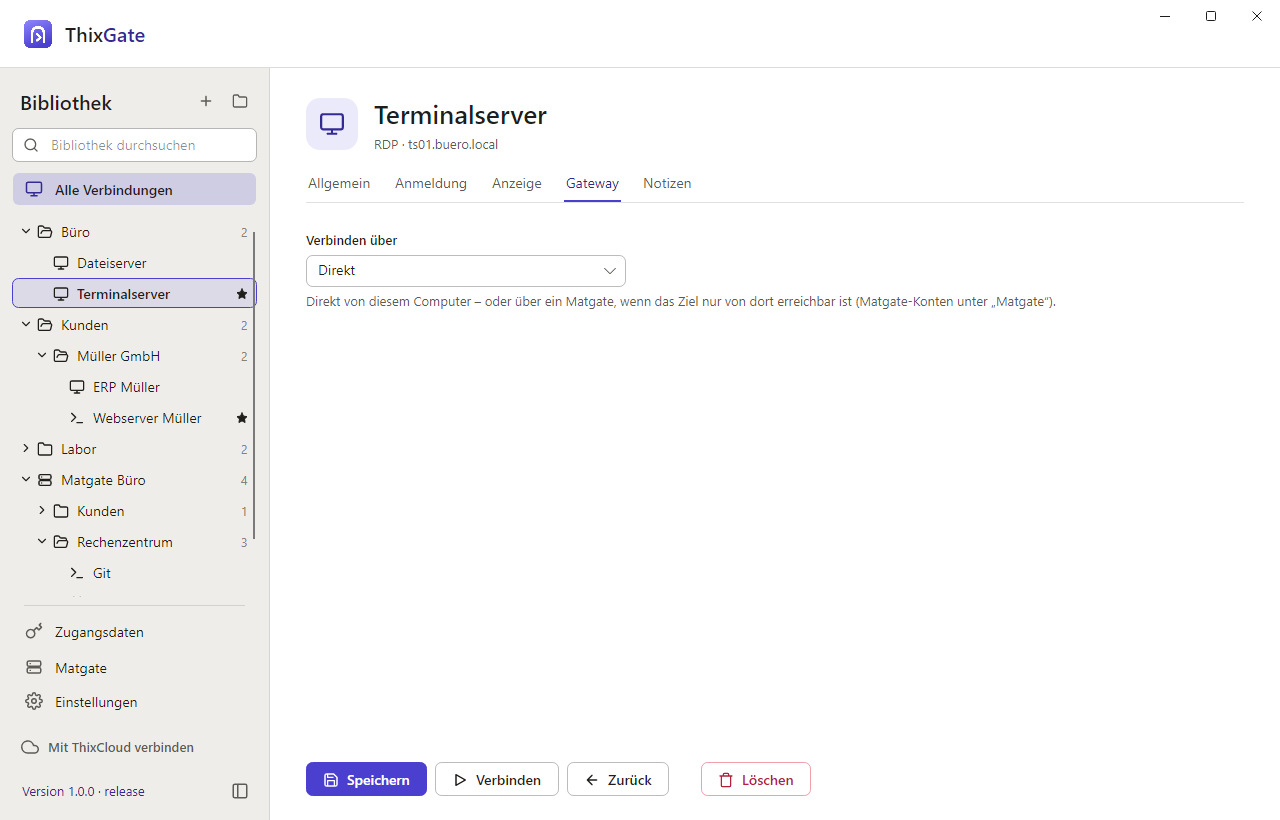 ThixGate
Bibliothek
Bibliothek durchsuchen
Alle Verbindungen
Büro 2
Dateiserver
Terminalserver
Kunden 2
Müller GmbH 2
ERP Müller
Webserver Müller
Labor 2
Matgate Büro 4
Kunden 1
Rechenzentrum 3
Git
Zugangsdaten
Matgate
Einstellungen
Mit ThixCloud verbinden
Version 1.0.0 · release
Terminalserver
RDP · ts01.buero.local
Allgemein Anmeldung Anzeige Gateway Notizen
Verbinden über
Direkt
Direkt von diesem Computer – oder über ein Matgate, wenn das Ziel nur von dort erreichbar ist (Matgate-Konten unter „Matgate“).
Speichern Verbinden Zurück Löschen